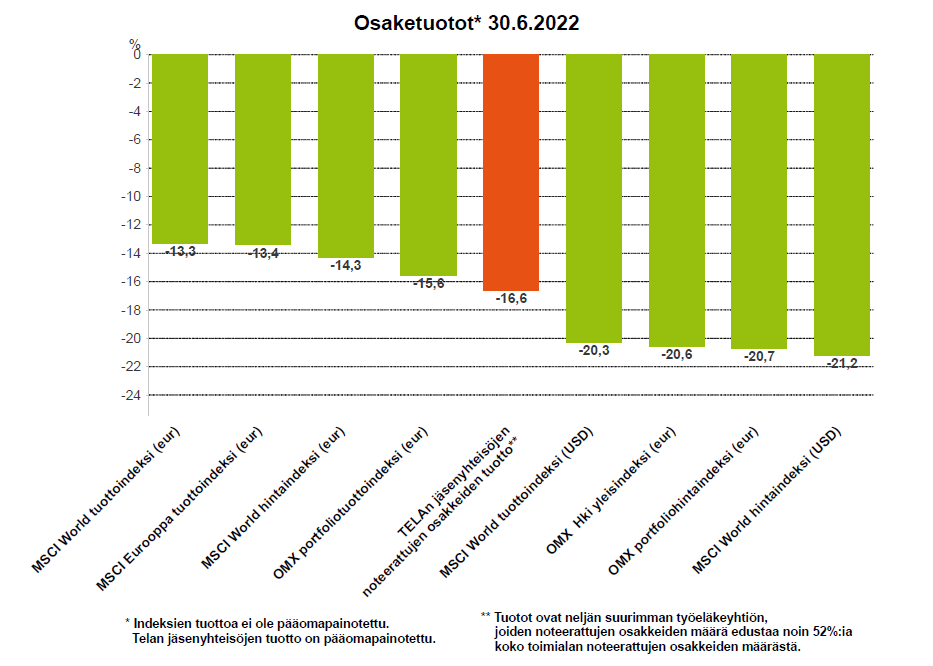 Osaketuotot* 30.6.2022
%
0
-2
-4
-6
-8
-10
-12
-14
-16
-18
-20
-22
-24
-13,3
-13,4
-14,3
-15,6
-16,6
-20,3
-20,6
-20,7
-21,2
MSCI World tuottoindeksi (eur)
MSCI Eurooppa tuottoindeksi (eur)
MSCI World hintaindeksi (eur)
OMX portfoliotuottoindeksi (eur)
TELAn jäsenyhteisöjen
noteerattujen osakkeiden tuotto**
MSCI World tuottoindeksi (USD)
OMX Hki yleisindeksi (eur)
OMX portfoliohintaindeksi (eur)
MSCI World hintaindeksi (USD)
* Indeksien tuottoa ei ole pääomapainotettu.
Telan jäsenyhteisöjen tuotto on pääomapainotettu.
** Tuotot ovat neljän suurimman työeläkeyhtiön,
joiden noteerattujen osakkeiden määrä edustaa noin 52%:ia
koko toimialan noteerattujen osakkeiden määrästä.